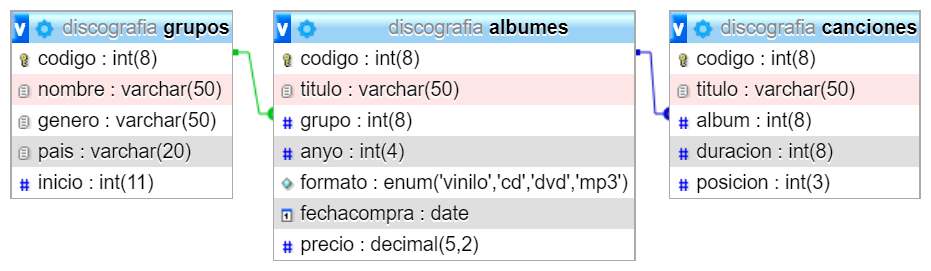 v discografia grupos
codigo : int(8)
nombre : varchar(50)
genero : varchar(50)
pais : varchar(20)
inicio : int(11)
v discografia albumes
codigo : int(8)
titulo : varchar(50)
# grupo : int(8)
# anyo : int(4)
formato : enum('vinilo','cd','dvd','mp3')
fechacompra : date
# precio : decimal(5,2)
v discografia canciones
codigo : int(8)
titulo : varchar(50)
# album : int(8)
# duracion : int(8)
# posicion : int(3)